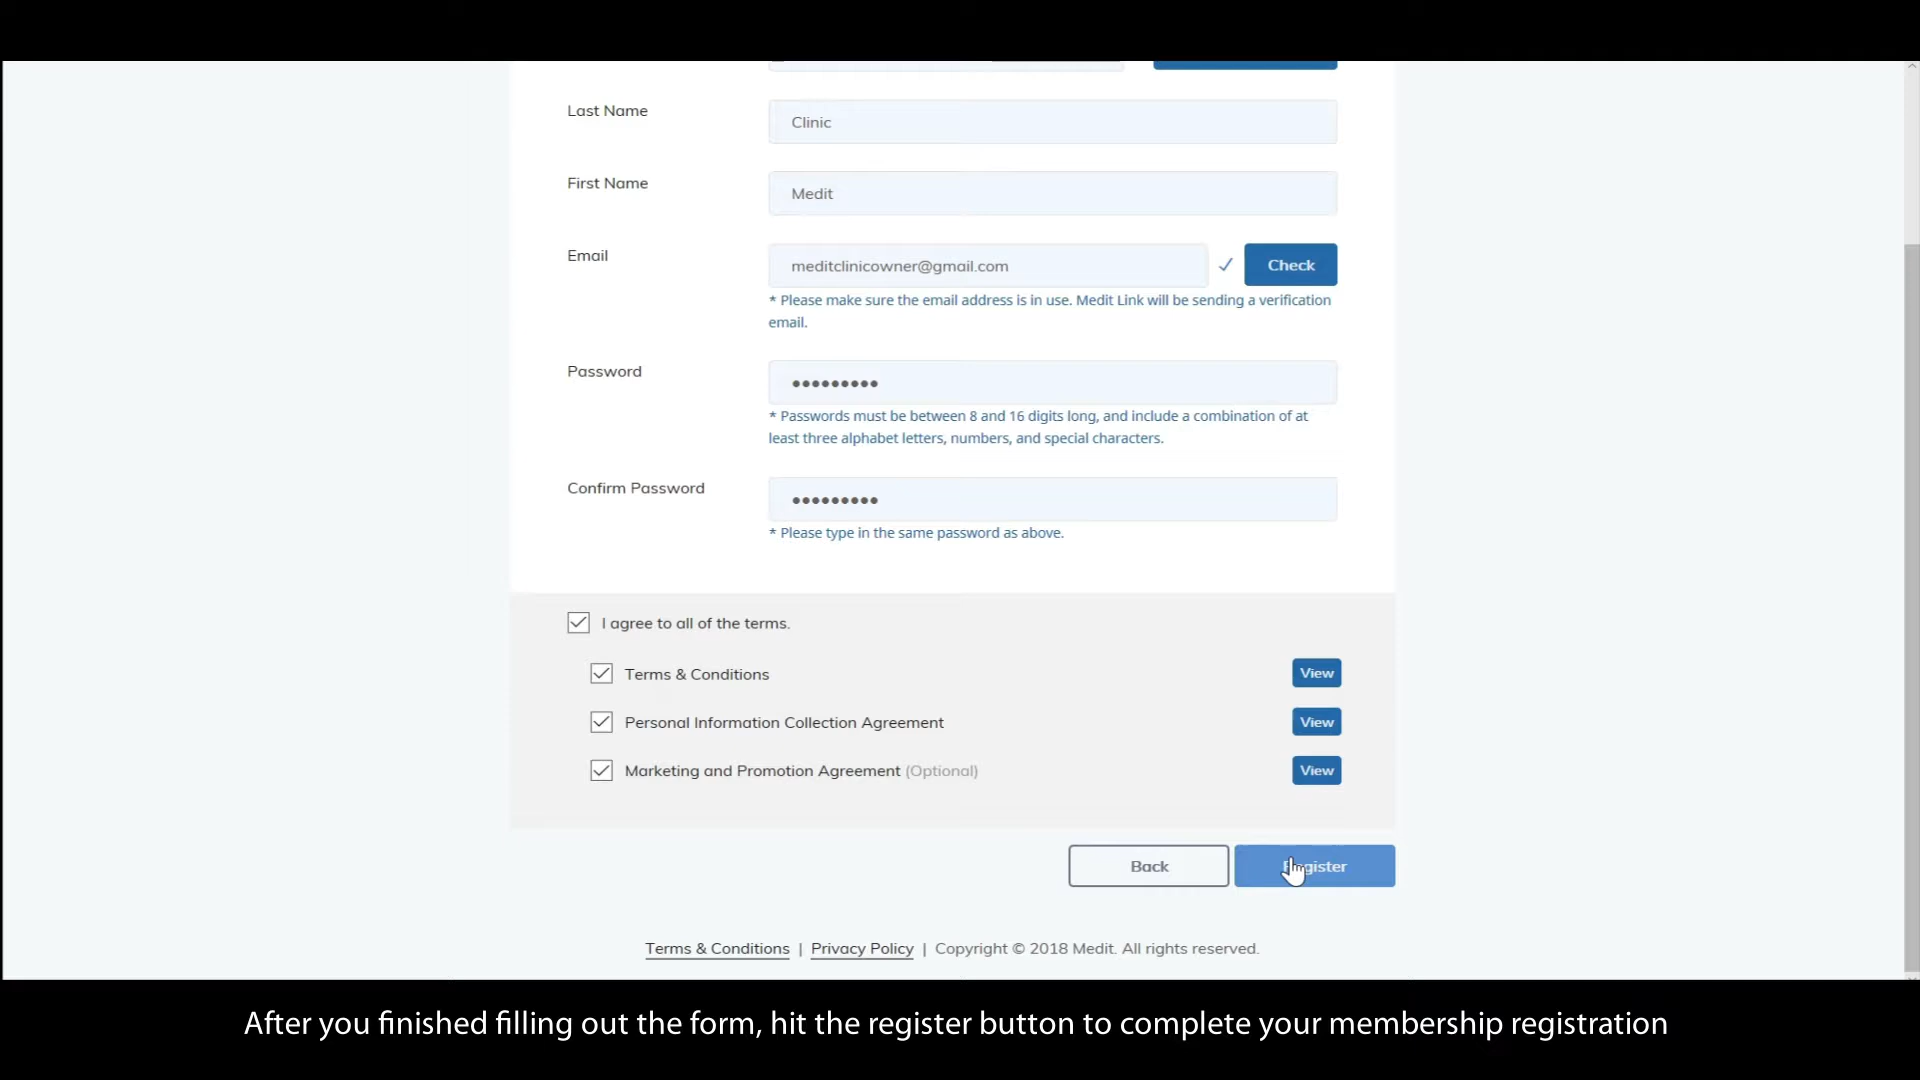 Last Name
Clinic
First Name
Medit
Email
meditclinicowner@gmail.com
Check
* Please make sure the email address is in use. Medit Link will be sending a verification
email.
Password
•••••••••
* Passwords must be between 8 and 16 digits long, and include a combination of at
least three alphabet letters, numbers, and special characters.
Confirm Password
•••••••••
* Please type in the same password as above.
I agree to all of the terms.
Terms & Conditions
View
Personal Information Collection Agreement
View
Marketing and Promotion Agreement (Optional)
View
Back
Register
Terms & Conditions | Privacy Policy | Copyright © 2018 Medit. All rights reserved.
After you finished filling out the form, hit the register button to complete your membership registration